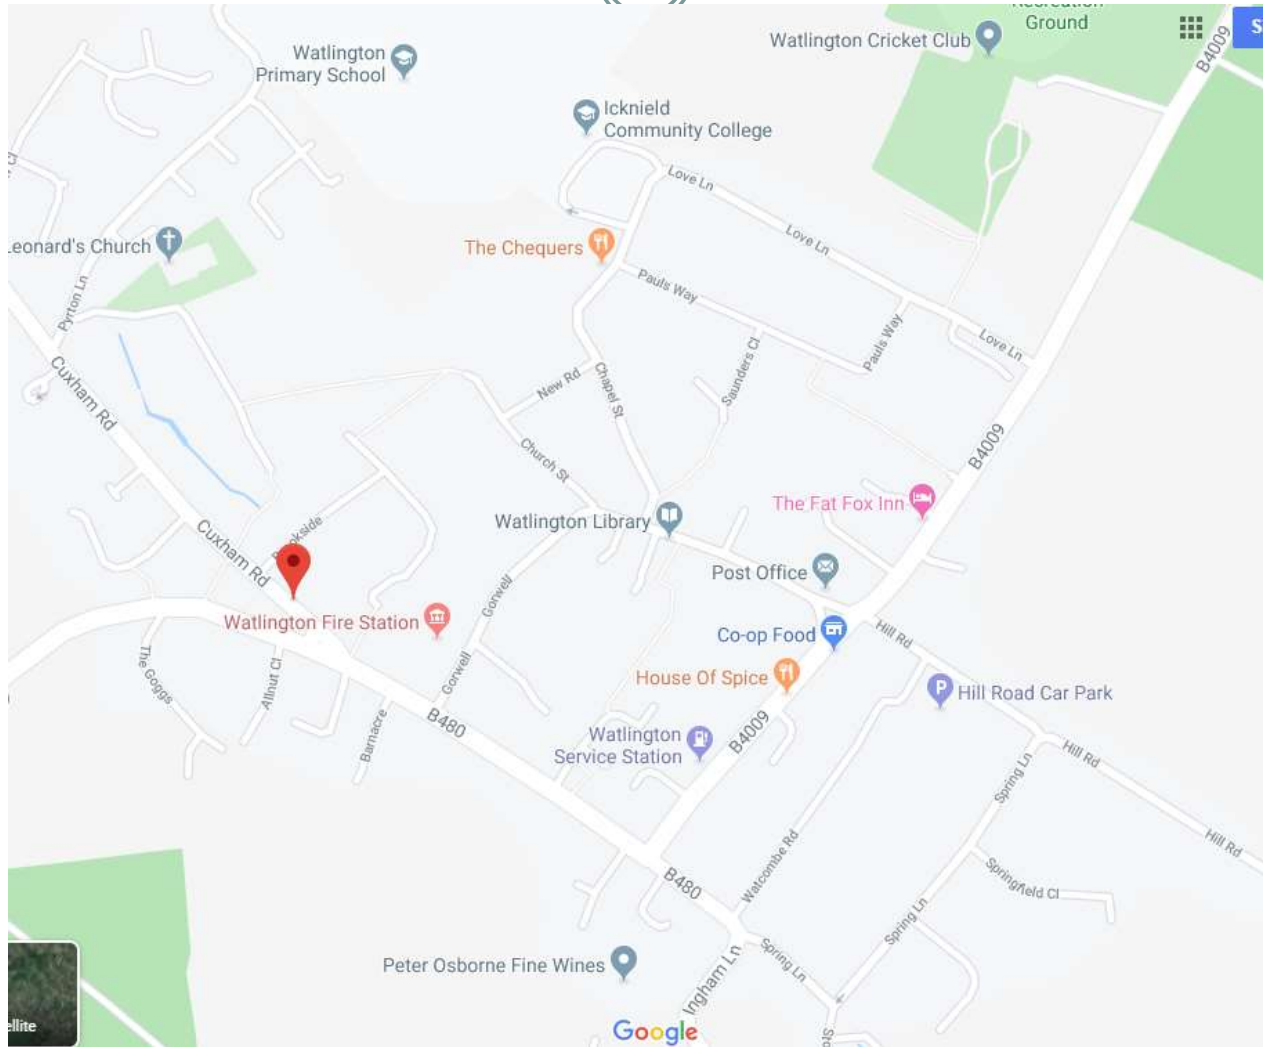 Ground
Watlington Cricket Club
B4009
Watlington
Primary School
Icknield
Community College
Love Ln
Love Ln
Leonard's Church
The Chequers
Pauls Way
Pyrton Ln
Pauls Way
Love Ln
Cuxham Rd
New Rd
Chapel St
Saunders Cl
Church St
B4009
The Fat Fox Inn
Watlington Library
Cuxham Rd
Post Office
Gorwell
Watlington Fire Station
Co-op Food
Hill Rd
The Goggs
Allnut Cl
Gorwell
House Of Spice
Hill Road Car Park
B480
Barnacre
Watlington
Service Station
B4009
Hill Rd
Spring Ln
Hill Rd
Watcombe Rd
B480
Springfield Cl
Spring Ln
Peter Osborne Fine Wines
Spring Ln
Ingham Ln
Google